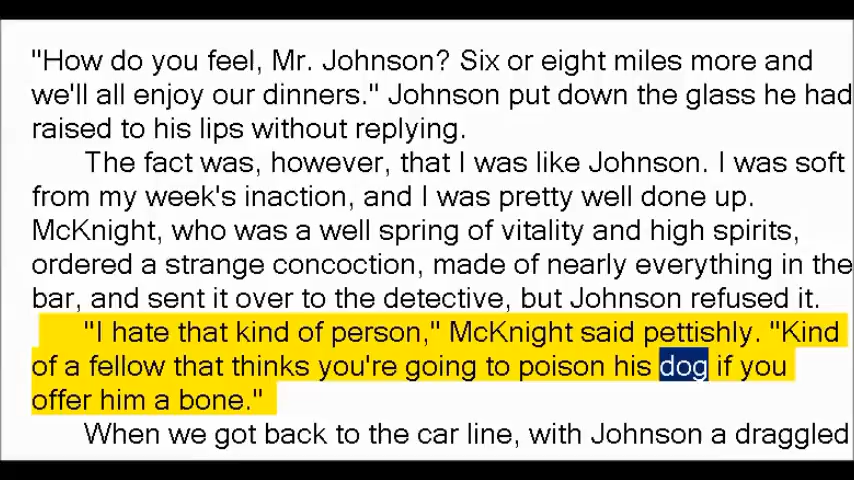 "How do you feel, Mr. Johnson? Six or eight miles more and
we'll all enjoy our dinners." Johnson put down the glass he had
raised to his lips without replying.
The fact was, however, that I was like Johnson. I was soft
from my week's inaction, and I was pretty well done up.
McKnight, who was a well spring of vitality and high spirits,
ordered a strange concoction, made of nearly everything in the
bar, and sent it over to the detective, but Johnson refused it.
"I hate that kind of person," McKnight said pettishly. "Kind
of a fellow that thinks you're going to poison his dog if you
offer him a bone."
When we got back to the car line, with Johnson a draggled